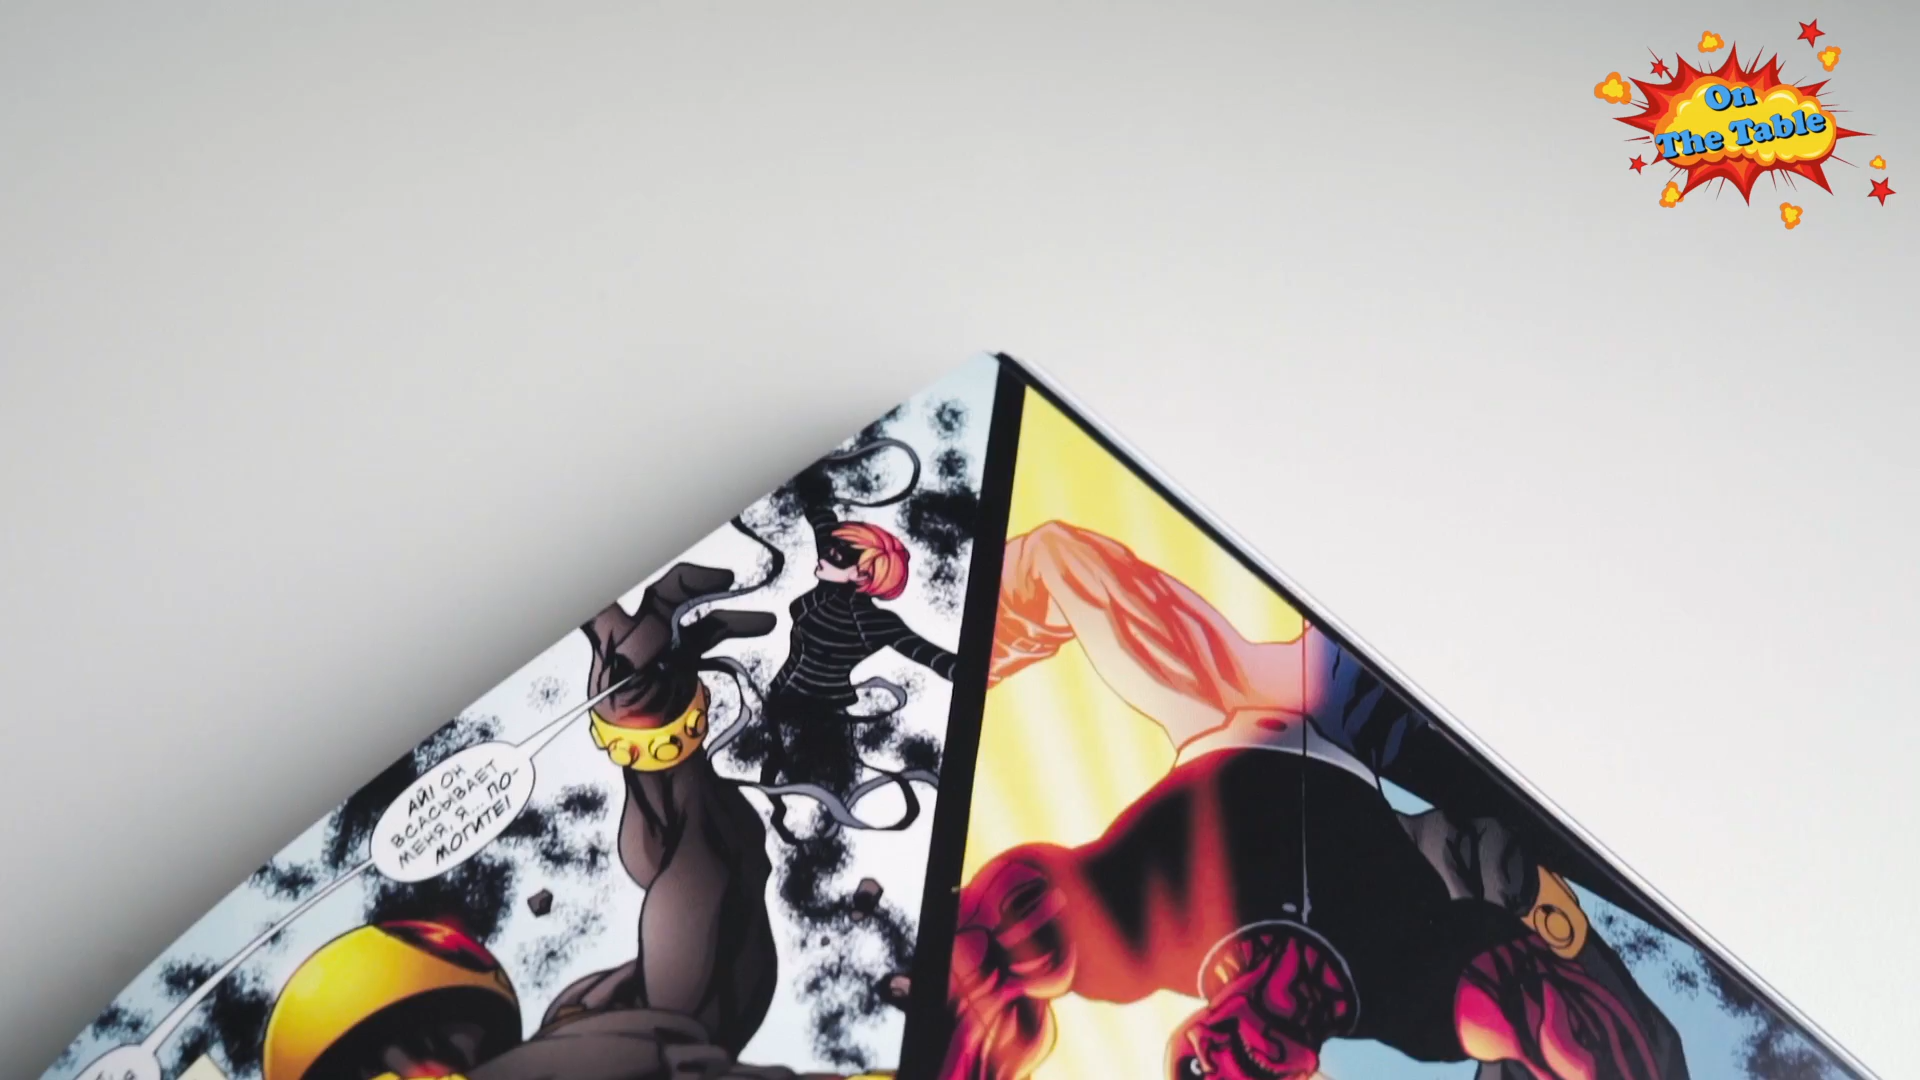 On
The Table
АЙ! ОН
ВСАСЫВАЕТ
МЕНЯ, Я... ПО-
МОГИТЕ!
W